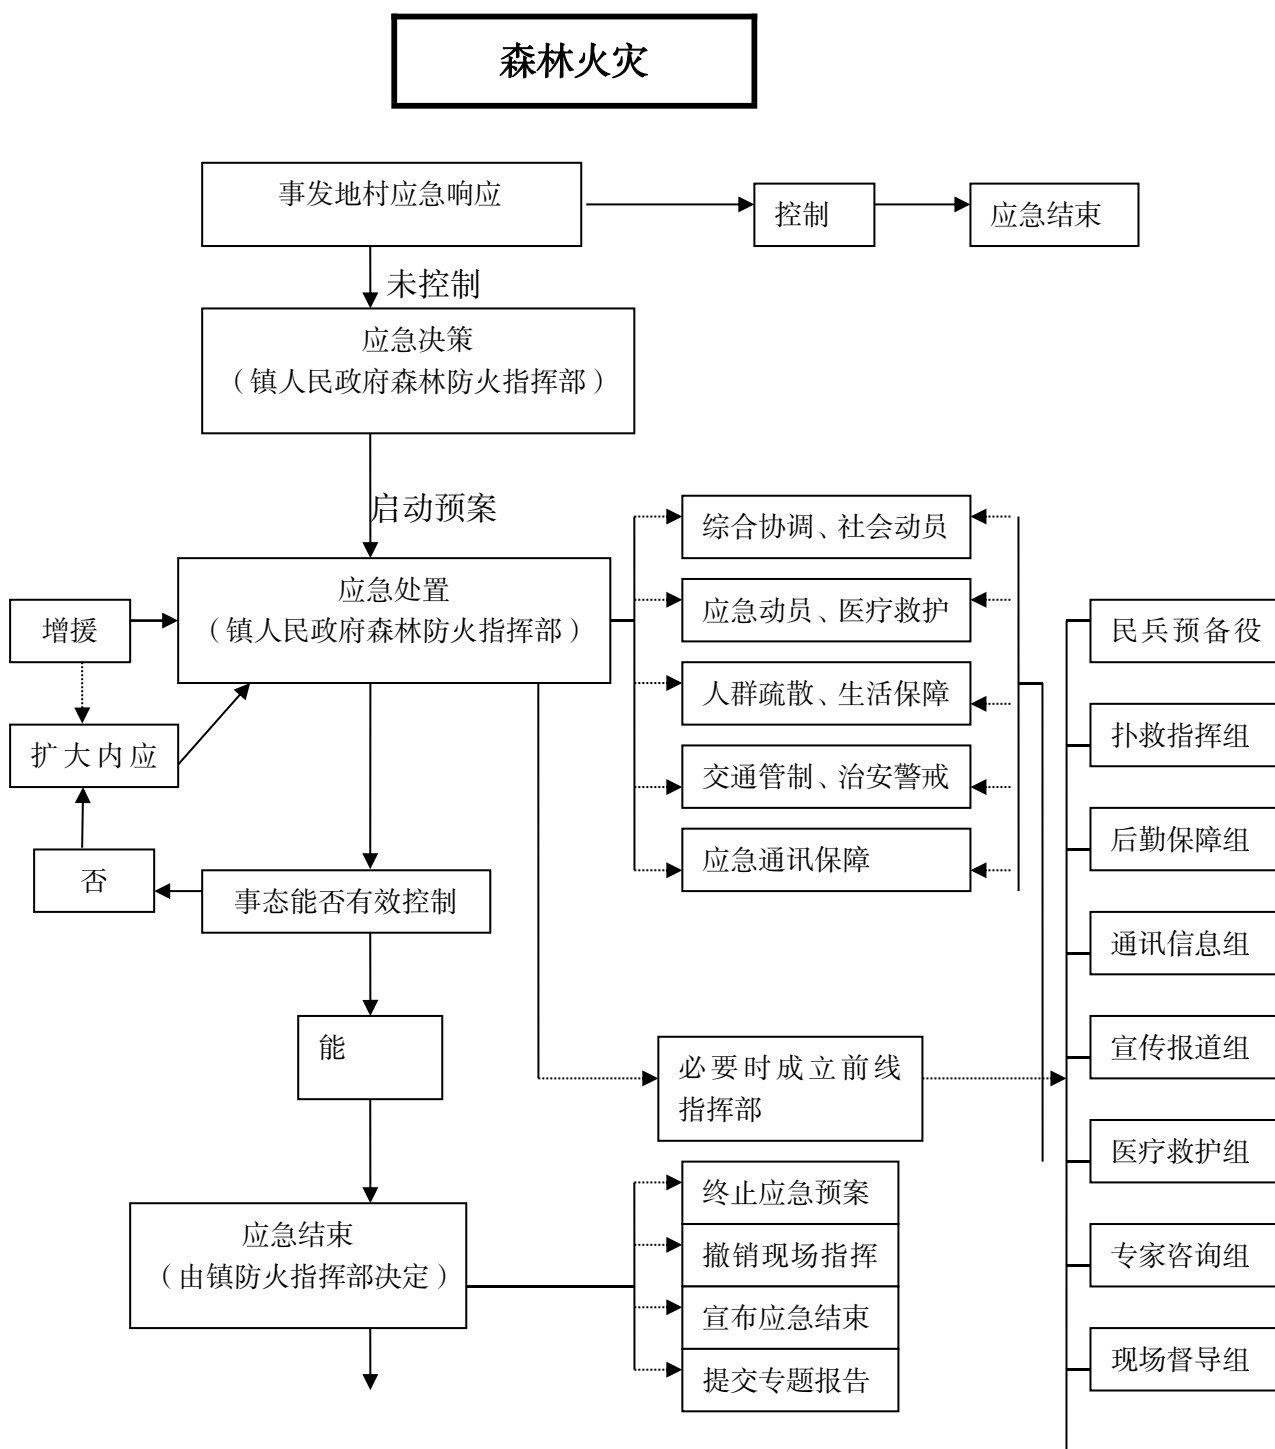 森林火灾
事发地村应急响应
控制
应急结束
未控制
应急决策
（镇人民政府森林防火指挥部）
启动预案
应急处置
（镇人民政府森林防火指挥部）
增援
扩大内应
否
事态能否有效控制
能
综合协调、社会动员
应急动员、医疗救护
人群疏散、生活保障
交通管制、治安警戒
应急通讯保障
必要时成立前线
指挥部
民兵预备役
扑救指挥组
后勤保障组
通讯信息组
宣传报道组
医疗救护组
专家咨询组
现场督导组
应急结束
（由镇防火指挥部决定）
终止应急预案
撤销现场指挥
宣布应急结束
提交专题报告